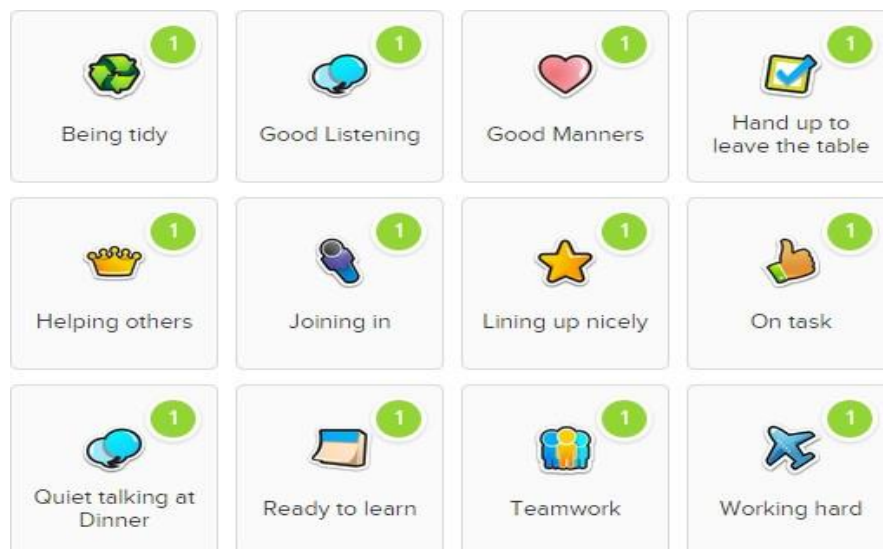 1
1
1
1
Being tidy
Good Listening
Good Manners
Hand up to
leave the table
1
1
1
1
Helping others
Joining in
Lining up nicely
On task
1
1
1
1
Quiet talking at
Dinner
Ready to learn
Teamwork
Working hard